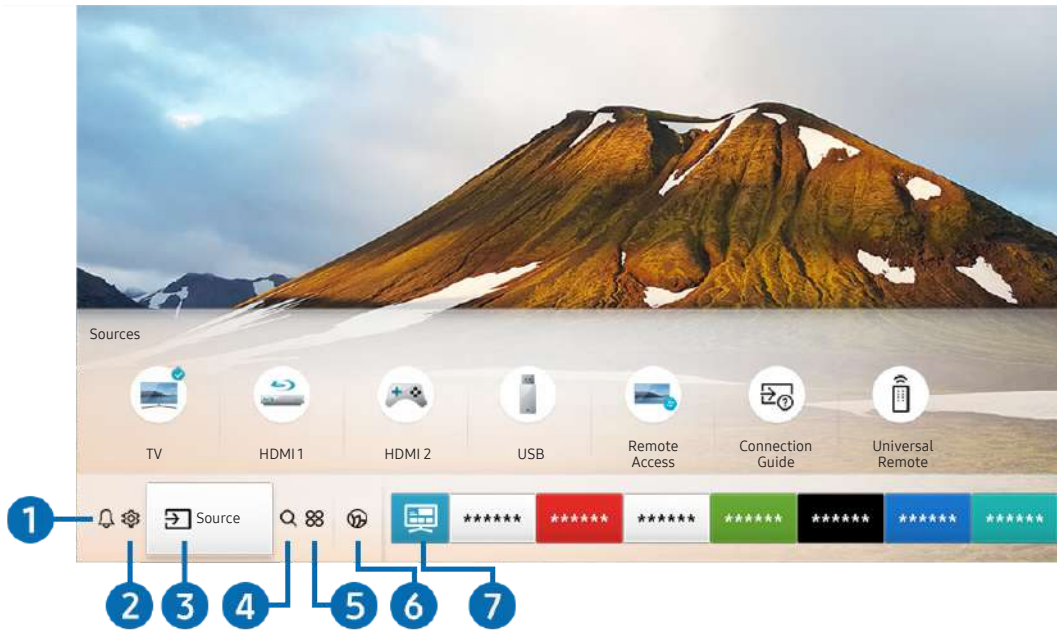 Sources
TV
HDMI 1
HDMI 2
USB
Remote
Access
Connection
Guide
Universal
Remote
1
Source
****** ****** ****** ****** ****** ****** ******
2 3 4 5 6 7